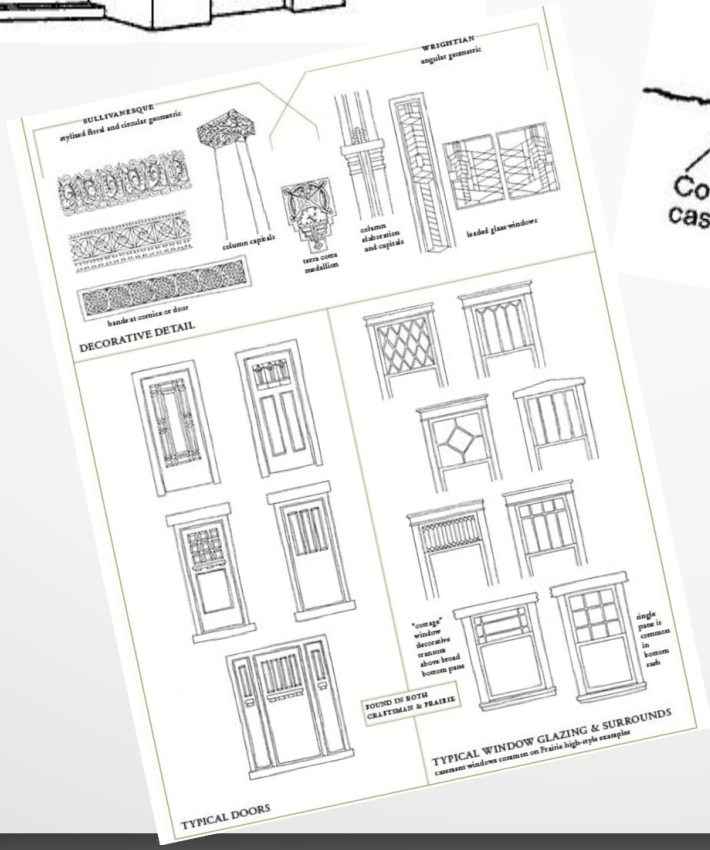 SULLIVANESQUE
stylized floral and circular geometric
WRIGHTIAN
angular geometric
column capitals
terra cotta
medallion
column
elaboration
and capitals
leaded glass windows
bands at cornice or door
DECORATIVE DETAIL
"cottage"
window
decorative
transom
above broad
bottom pane
single
pane is
common
in
bottom
sash
FOUND IN BOTH
CRAFTSMAN & PRAIRIE
TYPICAL WINDOW GLAZING & SURROUNDS
casement windows common on Prairie high-style examples
TYPICAL DOORS
Co
cas